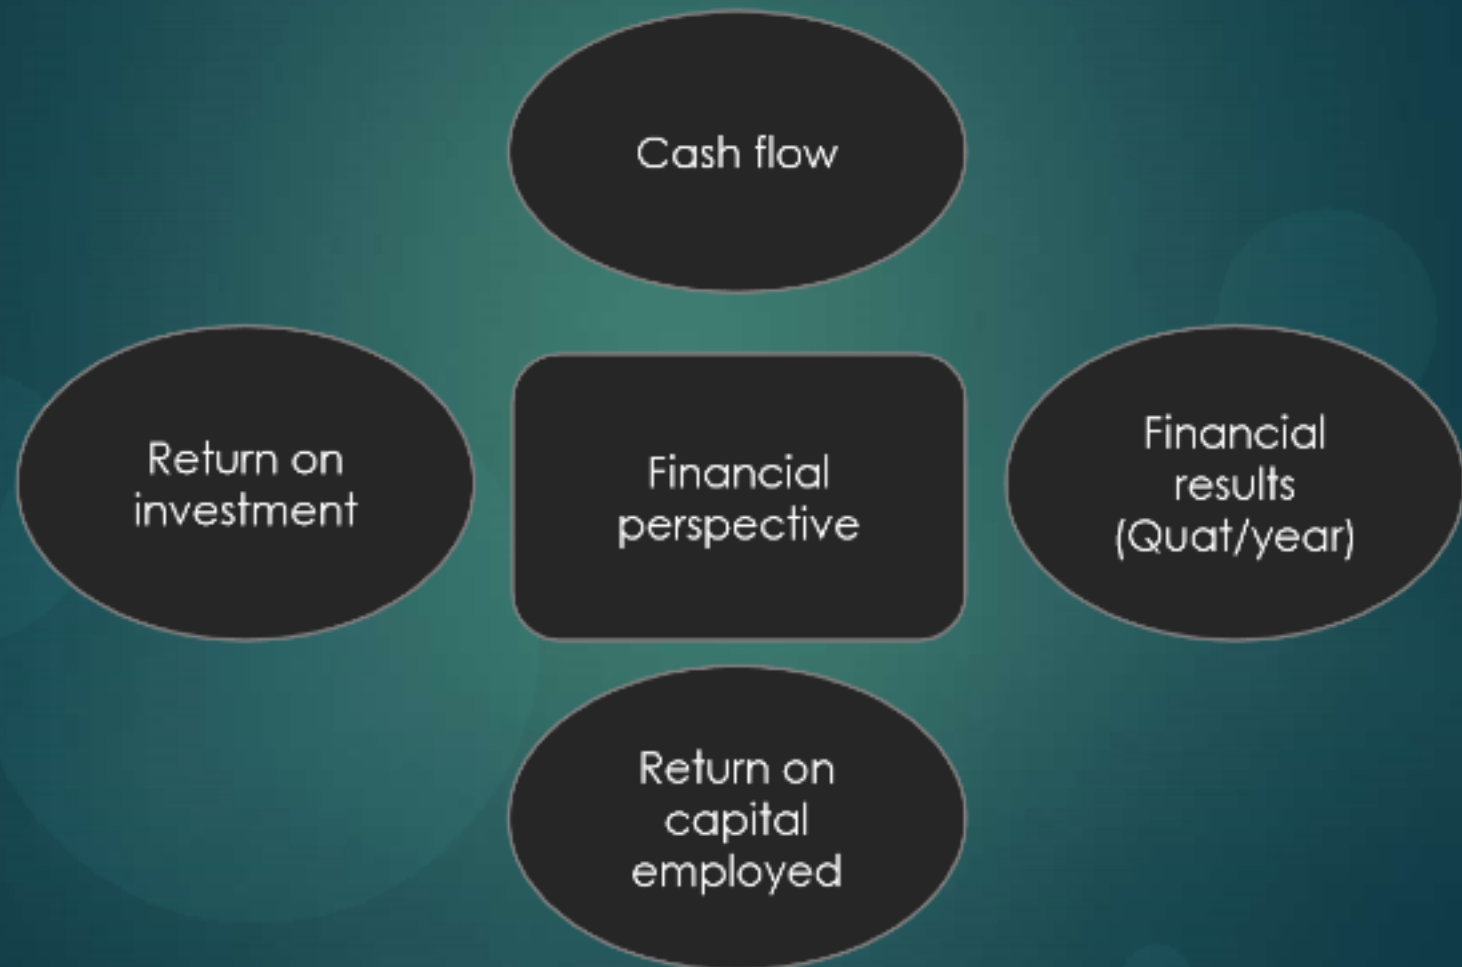 Cash flow
Return on
investment
Financial
perspective
Financial
results
(Quat/year)
Return on
capital
employed